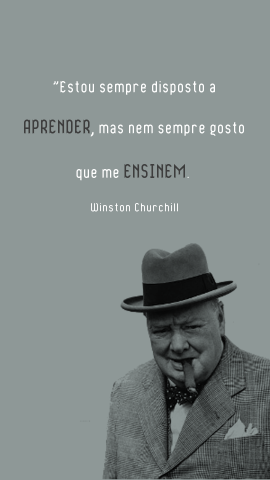 “Estou sempre disposto a
APRENDER, mas nem sempre gosto
que me ENSINEM.
Winston Churchill